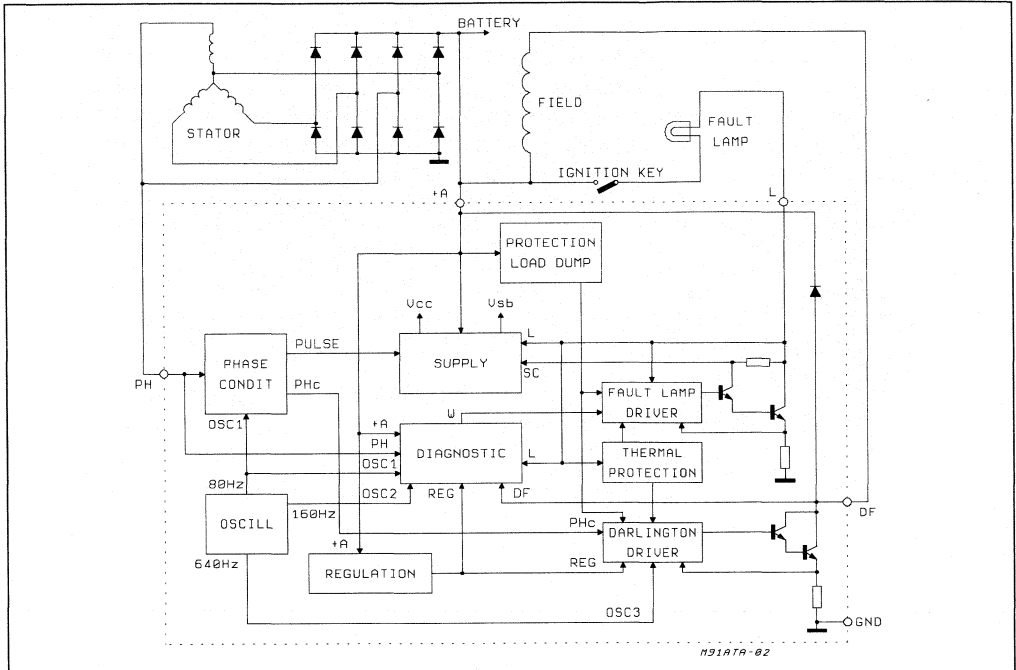 BATTERY
FIELD
FAULT
LAMP
STATOR
IGNITION KEY
+A
L
PROTECTION
LOAD DUMP
Vcc
Vsb
L
PULSE
SUPPLY
PHASE
CONDIT
SC
PH
PHc
FAULT LAMP
DRIVER
W
OSC1
+A
PH
DIAGNOSTIC
THERMAL
PROTECTION
OSC1
L
80Hz
OSC2
REG
DF
160Hz
DF
OSCILL
PHc
DARLINGTON
DRIVER
+A
640Hz
REGULATION
REG
OSC3
GND
M91ATA-02